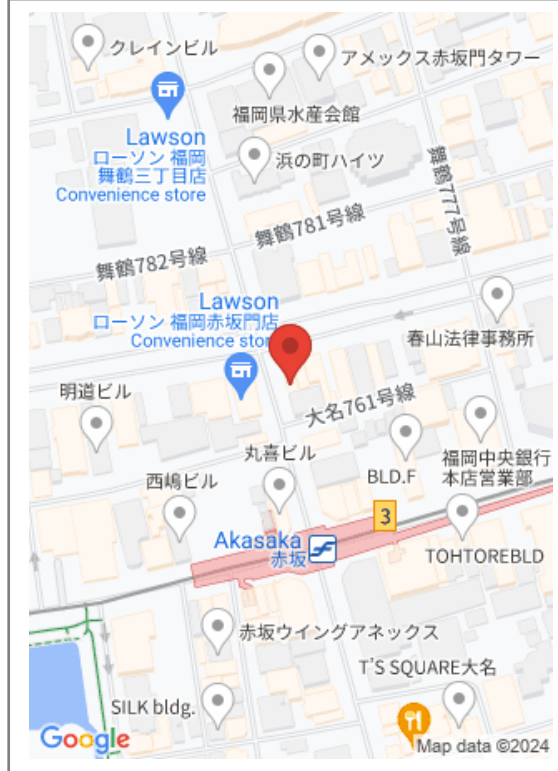 クレインビル
アメックス赤坂門タワー
福岡県水産会館
Lawson
ローソン 福岡
舞鶴三丁目店
Convenience store
浜の町ハイツ
舞鶴777号線
舞鶴781号線
舞鶴782号線
Lawson
ローソン 福岡赤坂門店
Convenience store
春山法律事務所
明道ビル
大名761号線
丸喜ビル
西嶋ビル
BLD.F
福岡中央銀行
本店営業部
3
Akasaka
赤坂
TOHTOREBLD
赤坂ウイングアネックス
T'S SQUARE大名
SILK bldg.
Google
Map data ©2024